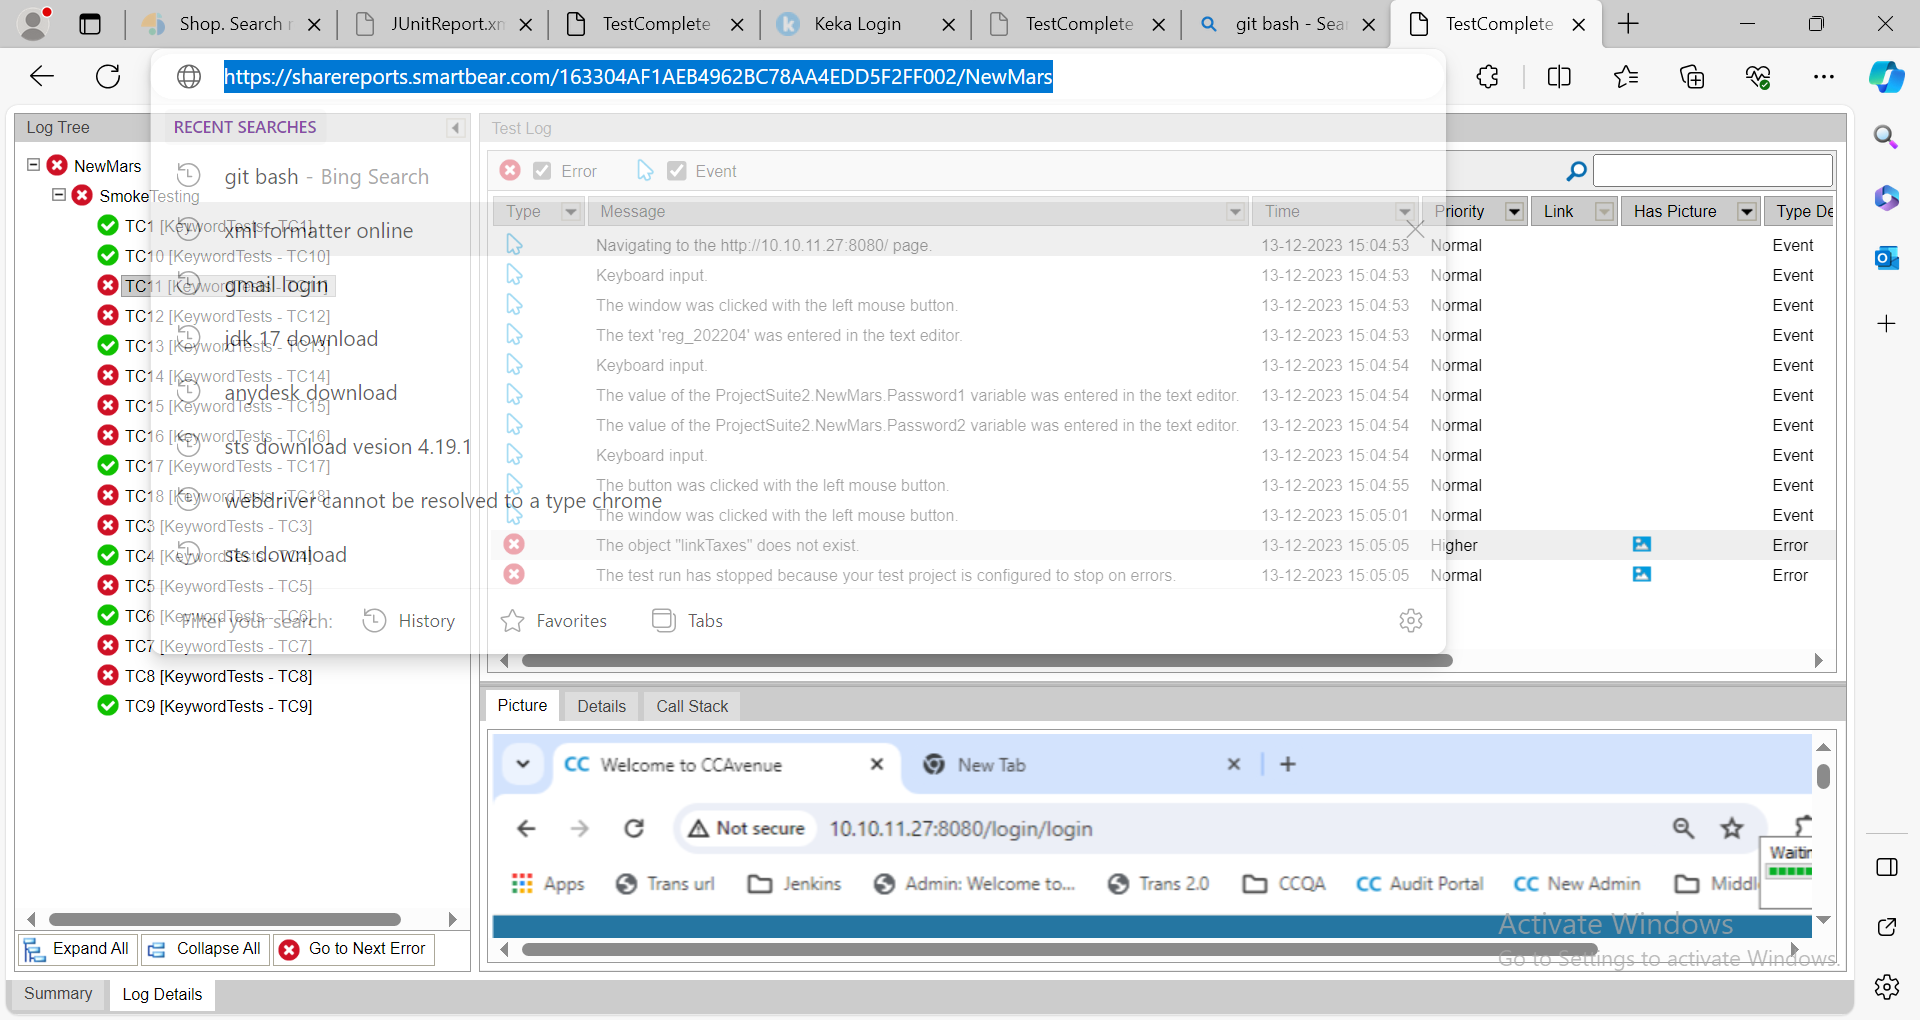 Shop. Search r
JUnitReport.xm
TestComplete
Keka Login
TestComplete
git bash - Sear
TestComplete
https://sharereports.smartbear.com/163304AF1AEB4962BC78AA4EDD5F2FF002/NewMars
RECENT SEARCHES
git bash - Bing Search
xml formatter online
gmail login
jdk 17 download
anydesk download
sts download vesion 4.19.1
webdriver cannot be resolved to a type chrome
sts download
Filter your search:
History
Favorites
Tabs
Log Tree
NewMars
SmokeTesting
TC1 [KeywordTests - TC1]
TC10 [KeywordTests - TC10]
TC11 [KeywordTests - TC11]
TC12 [KeywordTests - TC12]
TC13 [KeywordTests - TC13]
TC14 [KeywordTests - TC14]
TC15 [KeywordTests - TC15]
TC16 [KeywordTests - TC16]
TC17 [KeywordTests - TC17]
TC18 [KeywordTests - TC18]
TC3 [KeywordTests - TC3]
TC4 [KeywordTests - TC4]
TC5 [KeywordTests - TC5]
TC6 [KeywordTests - TC6]
TC7 [KeywordTests - TC7]
TC8 [KeywordTests - TC8]
TC9 [KeywordTests - TC9]
Expand All
Collapse All
Go to Next Error
Summary
Log Details
Test Log
Error
Event
Type Message Time Priority Link Has Picture Type De
Navigating to the http://10.10.11.27:8080/ page. 13-12-2023 15:04:53 Normal Event
Keyboard input. 13-12-2023 15:04:53 Normal Event
The window was clicked with the left mouse button. 13-12-2023 15:04:53 Normal Event
The text 'reg_202204' was entered in the text editor. 13-12-2023 15:04:53 Normal Event
Keyboard input. 13-12-2023 15:04:54 Normal Event
The value of the ProjectSuite2.NewMars.Password1 variable was entered in the text editor. 13-12-2023 15:04:54 Normal Event
The value of the ProjectSuite2.NewMars.Password2 variable was entered in the text editor. 13-12-2023 15:04:54 Normal Event
Keyboard input. 13-12-2023 15:04:54 Normal Event
The button was clicked with the left mouse button. 13-12-2023 15:04:55 Normal Event
The window was clicked with the left mouse button. 13-12-2023 15:05:01 Normal Event
The object "linkTaxes" does not exist. 13-12-2023 15:05:05 Higher Error
The test run has stopped because your test project is configured to stop on errors. 13-12-2023 15:05:05 Normal Error
Picture
Details
Call Stack
CC Welcome to CCAvenue
New Tab
Not secure
10.10.11.27:8080/login/login
Waitin
Apps
Trans url
Jenkins
Admin: Welcome to...
Trans 2.0
CCQA
CC Audit Portal
CC New Admin
Middl
Activate Windows
Go to Settings to activate Windows.